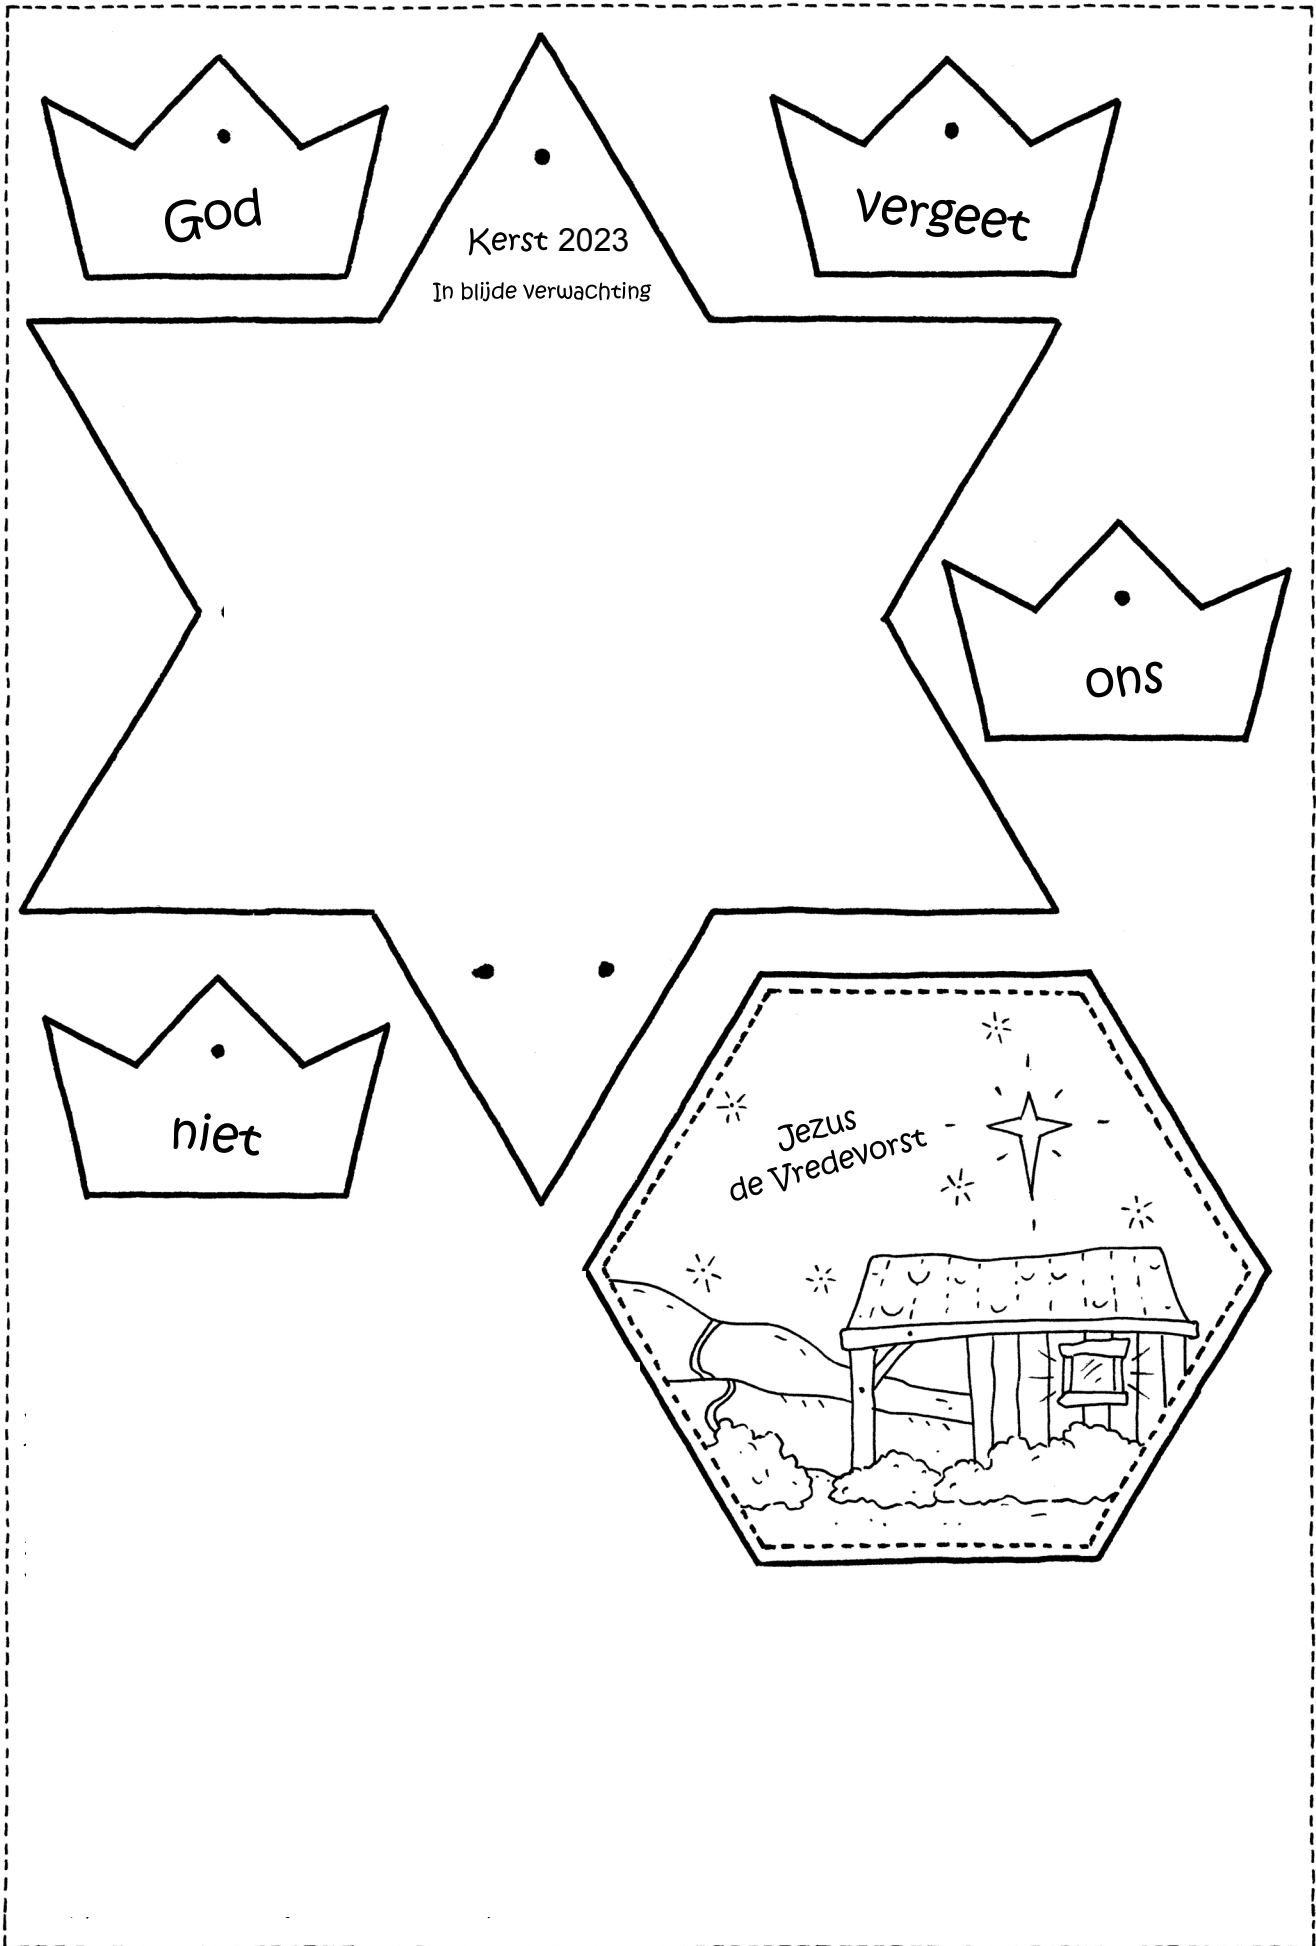 God
vergeet
Kerst 2023
In blijde verwachting
ons
niet
Jezus
de Vredevorst